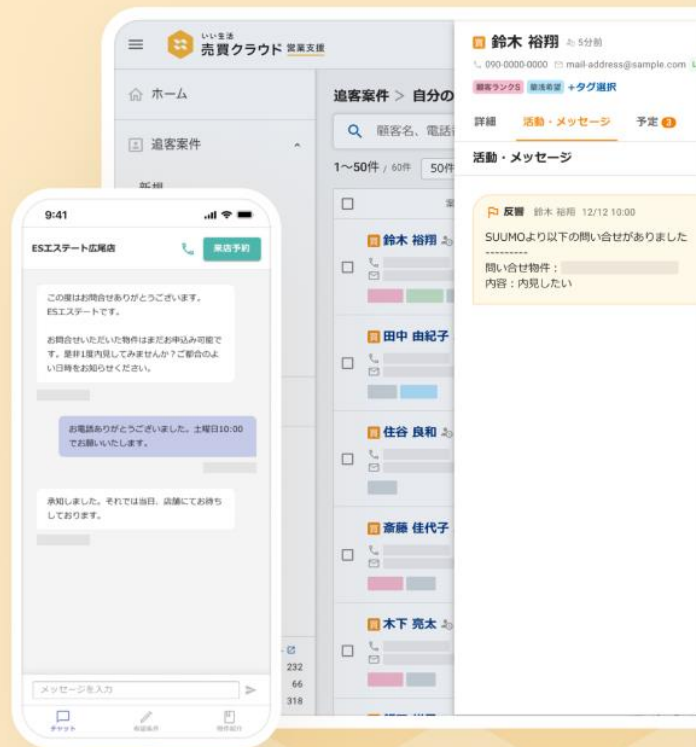 いい生活
売買クラウド 営業支援
ホーム
追客案件
追客案件 > 自分の
顧客名、電話
1~50件 / 60件 50件
鈴木 裕翔
田中 由紀子
住谷 良和
斎藤 佳代子
木下 亮太
232
66
318
買 鈴木 裕翔 5分前
090-0000-0000 mail-address@sample.com
顧客ランクS 築浅希望 +タグ選択
詳細 活動・メッセージ 予定 3
活動・メッセージ
反響 鈴木 裕翔 12/12 10:00
SUUMOより以下の問い合せがありました
---------
問い合せ物件:
内容:内見したい
9:41
ESエステート広尾店 来店予約
この度はお問合せありがとうございます。
ESエステートです。
お問合せいただいた物件はまだお申込み可能で
す。是非1度内見してみませんか?ご都合のよ
い日時をお知らせください。
お電話ありがとうございました。土曜日10:00
でお願いいたします。
承知しました。それでは当日、店舗にてお待ち
しております。
メッセージを入力
チャット 希望条件 物件紹介